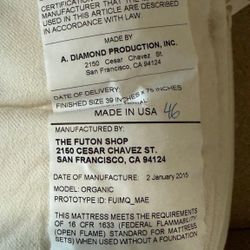 CERTIFICATION
USED IN THIS
ARE DESCRIBED IN ACCORDANCE
WITH LAW.
MADE BY
A. DIAMOND PRODUCTION, INC.
2150 Cesar Chavez St.
San Francisco, CA 94124
DATE OF DELIVERY
FINISHED SIZE 39 INCHES x 75 INCHES
MADE IN USA 46
MANUFACTURED BY:
THE FUTON SHOP
2150 CESAR CHAVEZ ST.
SAN FRANCISCO, CA 94124
DATE OF MANUFACTURE: 2 January 2015
MODEL: ORGANIC
PROTOTYPE ID: FUIMQ_MAE
THIS MATTRESS MEETS THE REQUIREMENTS
OF 16 CFR 1633 (FEDERAL FLAMMABILITY
(OPEN FLAME) STANDARD FOR MATTRESS
SETS) WHEN USED WITHOUT A FOUNDATION